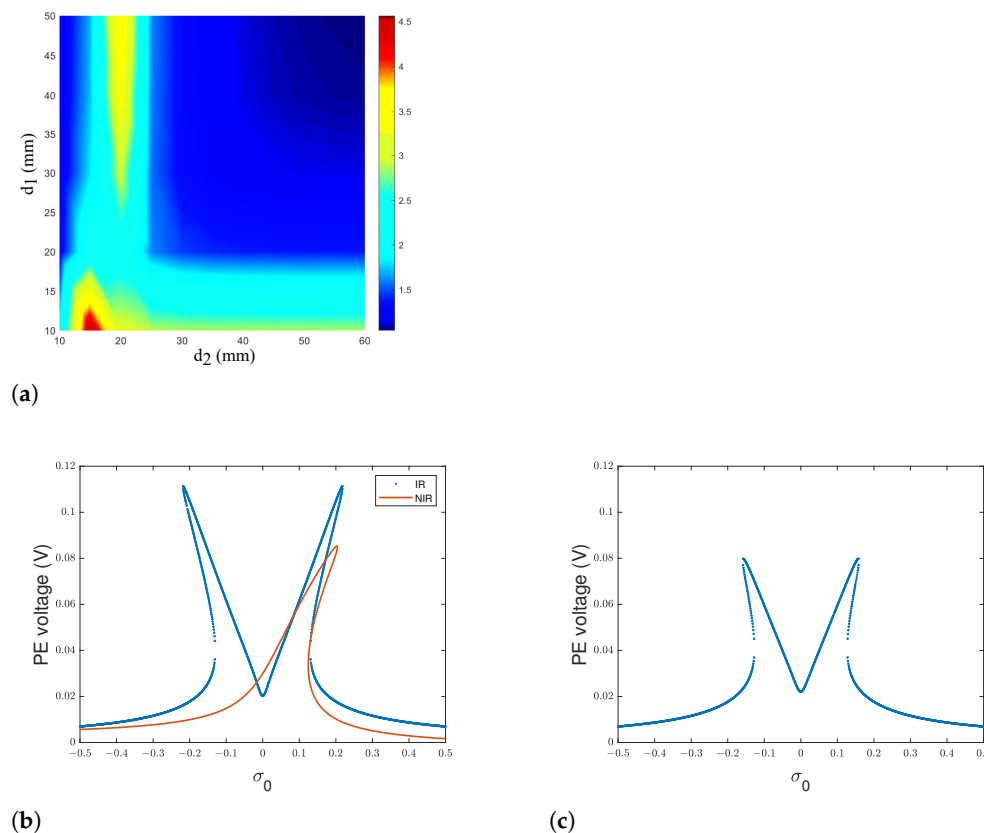 50
45
40
35
30
25
20
15
10
d1 (mm)
10 20 30 40 50 60
d2 (mm)
4.5
4
3.5
3
2.5
2
1.5
(a)
0.12
0.1
0.08
0.06
0.04
0.02
0
PE voltage (V)
IR
NIR
−0.5 −0.4 −0.3 −0.2 −0.1 0 0.1 0.2 0.3 0.4 0.5
σ0
(b)
0.12
0.1
0.08
0.06
0.04
0.02
0
PE voltage (V)
−0.5 −0.4 −0.3 −0.2 −0.1 0 0.1 0.2 0.3 0.4
σ0
(c)